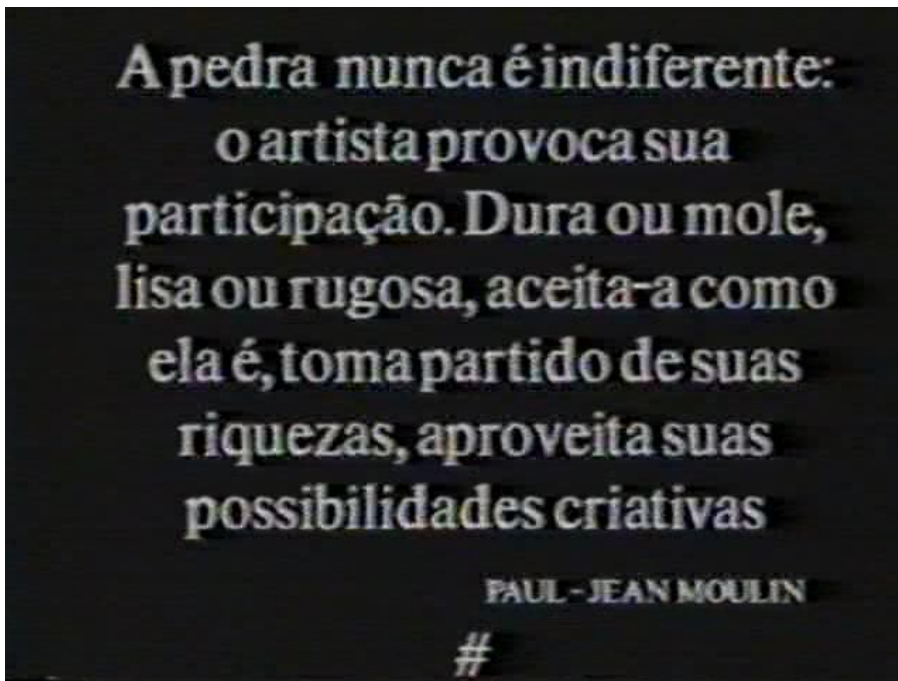 A pedra nunca é indiferente:
o artista provoca sua
participação. Dura ou mole,
lisa ou rugosa, aceita-a como
ela é, toma partido de suas
riquezas, aproveita suas
possibilidades criativas
PAUL-JEAN MOULIN
#